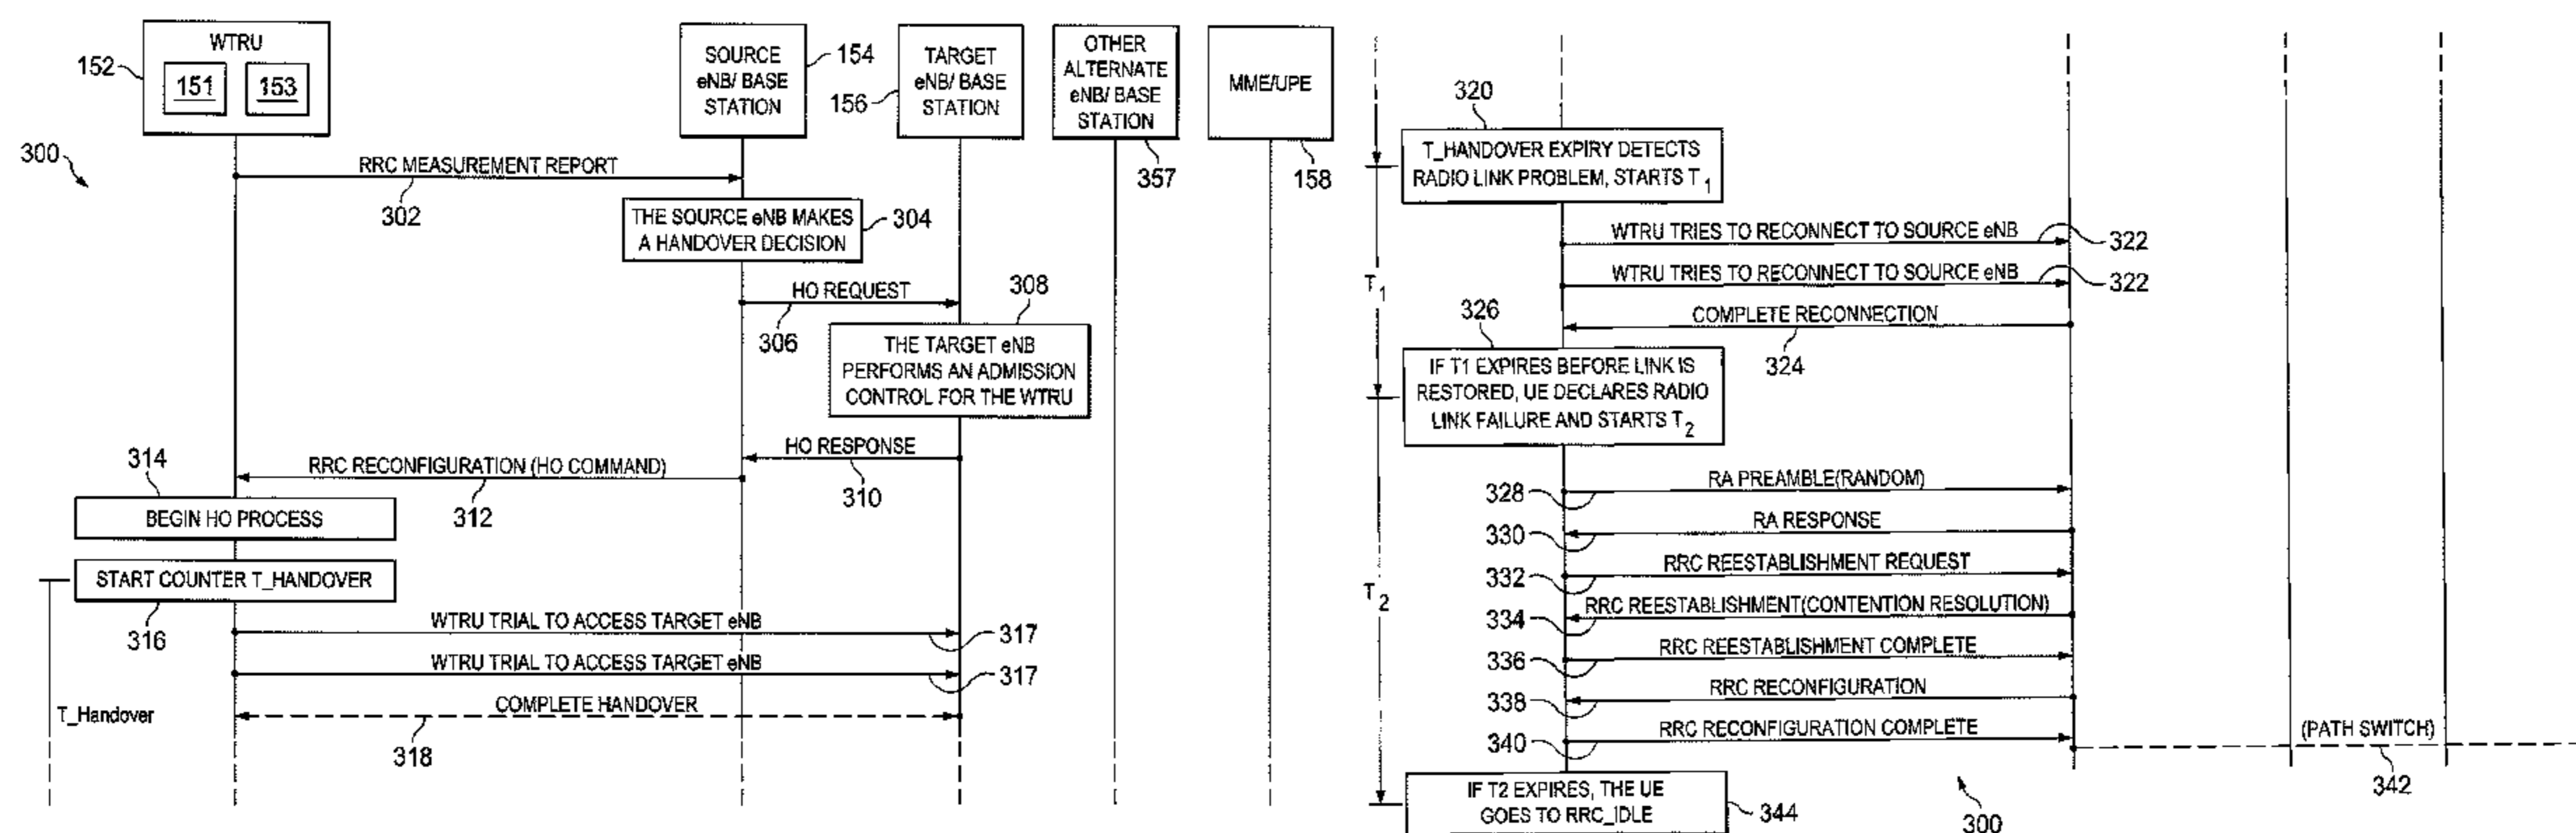 WTRU
151
153
152
SOURCE
eNB/ BASE
STATION
154
TARGET
eNB/ BASE
STATION
156
OTHER
ALTERNATE
eNB/ BASE
STATION
357
MME/UPE
158
300
RRC MEASUREMENT REPORT
302
THE SOURCE eNB MAKES
A HANDOVER DECISION
304
HO REQUEST
306
308
THE TARGET eNB
PERFORMS AN ADMISSION
CONTROL FOR THE WTRU
HO RESPONSE
310
RRC RECONFIGURATION (HO COMMAND)
312
314
BEGIN HO PROCESS
START COUNTER T_HANDOVER
316
WTRU TRIAL TO ACCESS TARGET eNB
317
WTRU TRIAL TO ACCESS TARGET eNB
317
T_Handover
COMPLETE HANDOVER
318
320
T_HANDOVER EXPIRY DETECTS
RADIO LINK PROBLEM, STARTS T1
WTRU TRIES TO RECONNECT TO SOURCE eNB
322
WTRU TRIES TO RECONNECT TO SOURCE eNB
322
T1
COMPLETE RECONNECTION
324
326
IF T1 EXPIRES BEFORE LINK IS
RESTORED, UE DECLARES RADIO
LINK FAILURE AND STARTS T2
RA PREAMBLE(RANDOM)
328
RA RESPONSE
330
RRC REESTABLISHMENT REQUEST
332
T2
RRC REESTABLISHMENT(CONTENTION RESOLUTION)
334
RRC REESTABLISHMENT COMPLETE
336
RRC RECONFIGURATION
338
RRC RECONFIGURATION COMPLETE
340
(PATH SWITCH)
342
IF T2 EXPIRES, THE UE
GOES TO RRC_IDLE
344
300